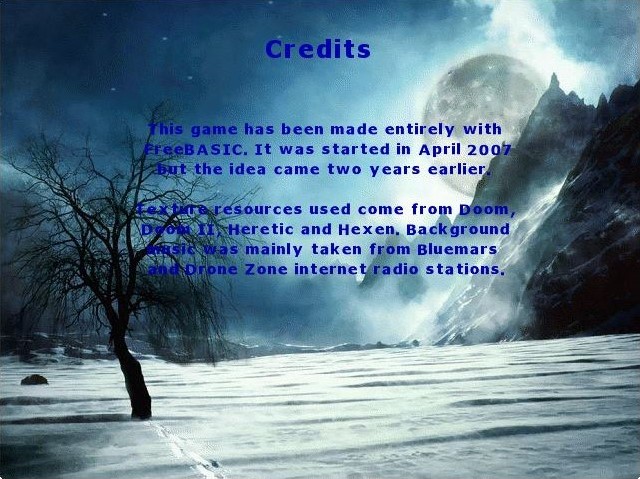 Credits
This game has been made entirely with
FreeBASIC. It was started in April 2007
but the idea came two years earlier.
Texture resources used come from Doom,
Doom II, Heretic and Hexen. Background
music was mainly taken from Bluemars
and Drone Zone internet radio stations.